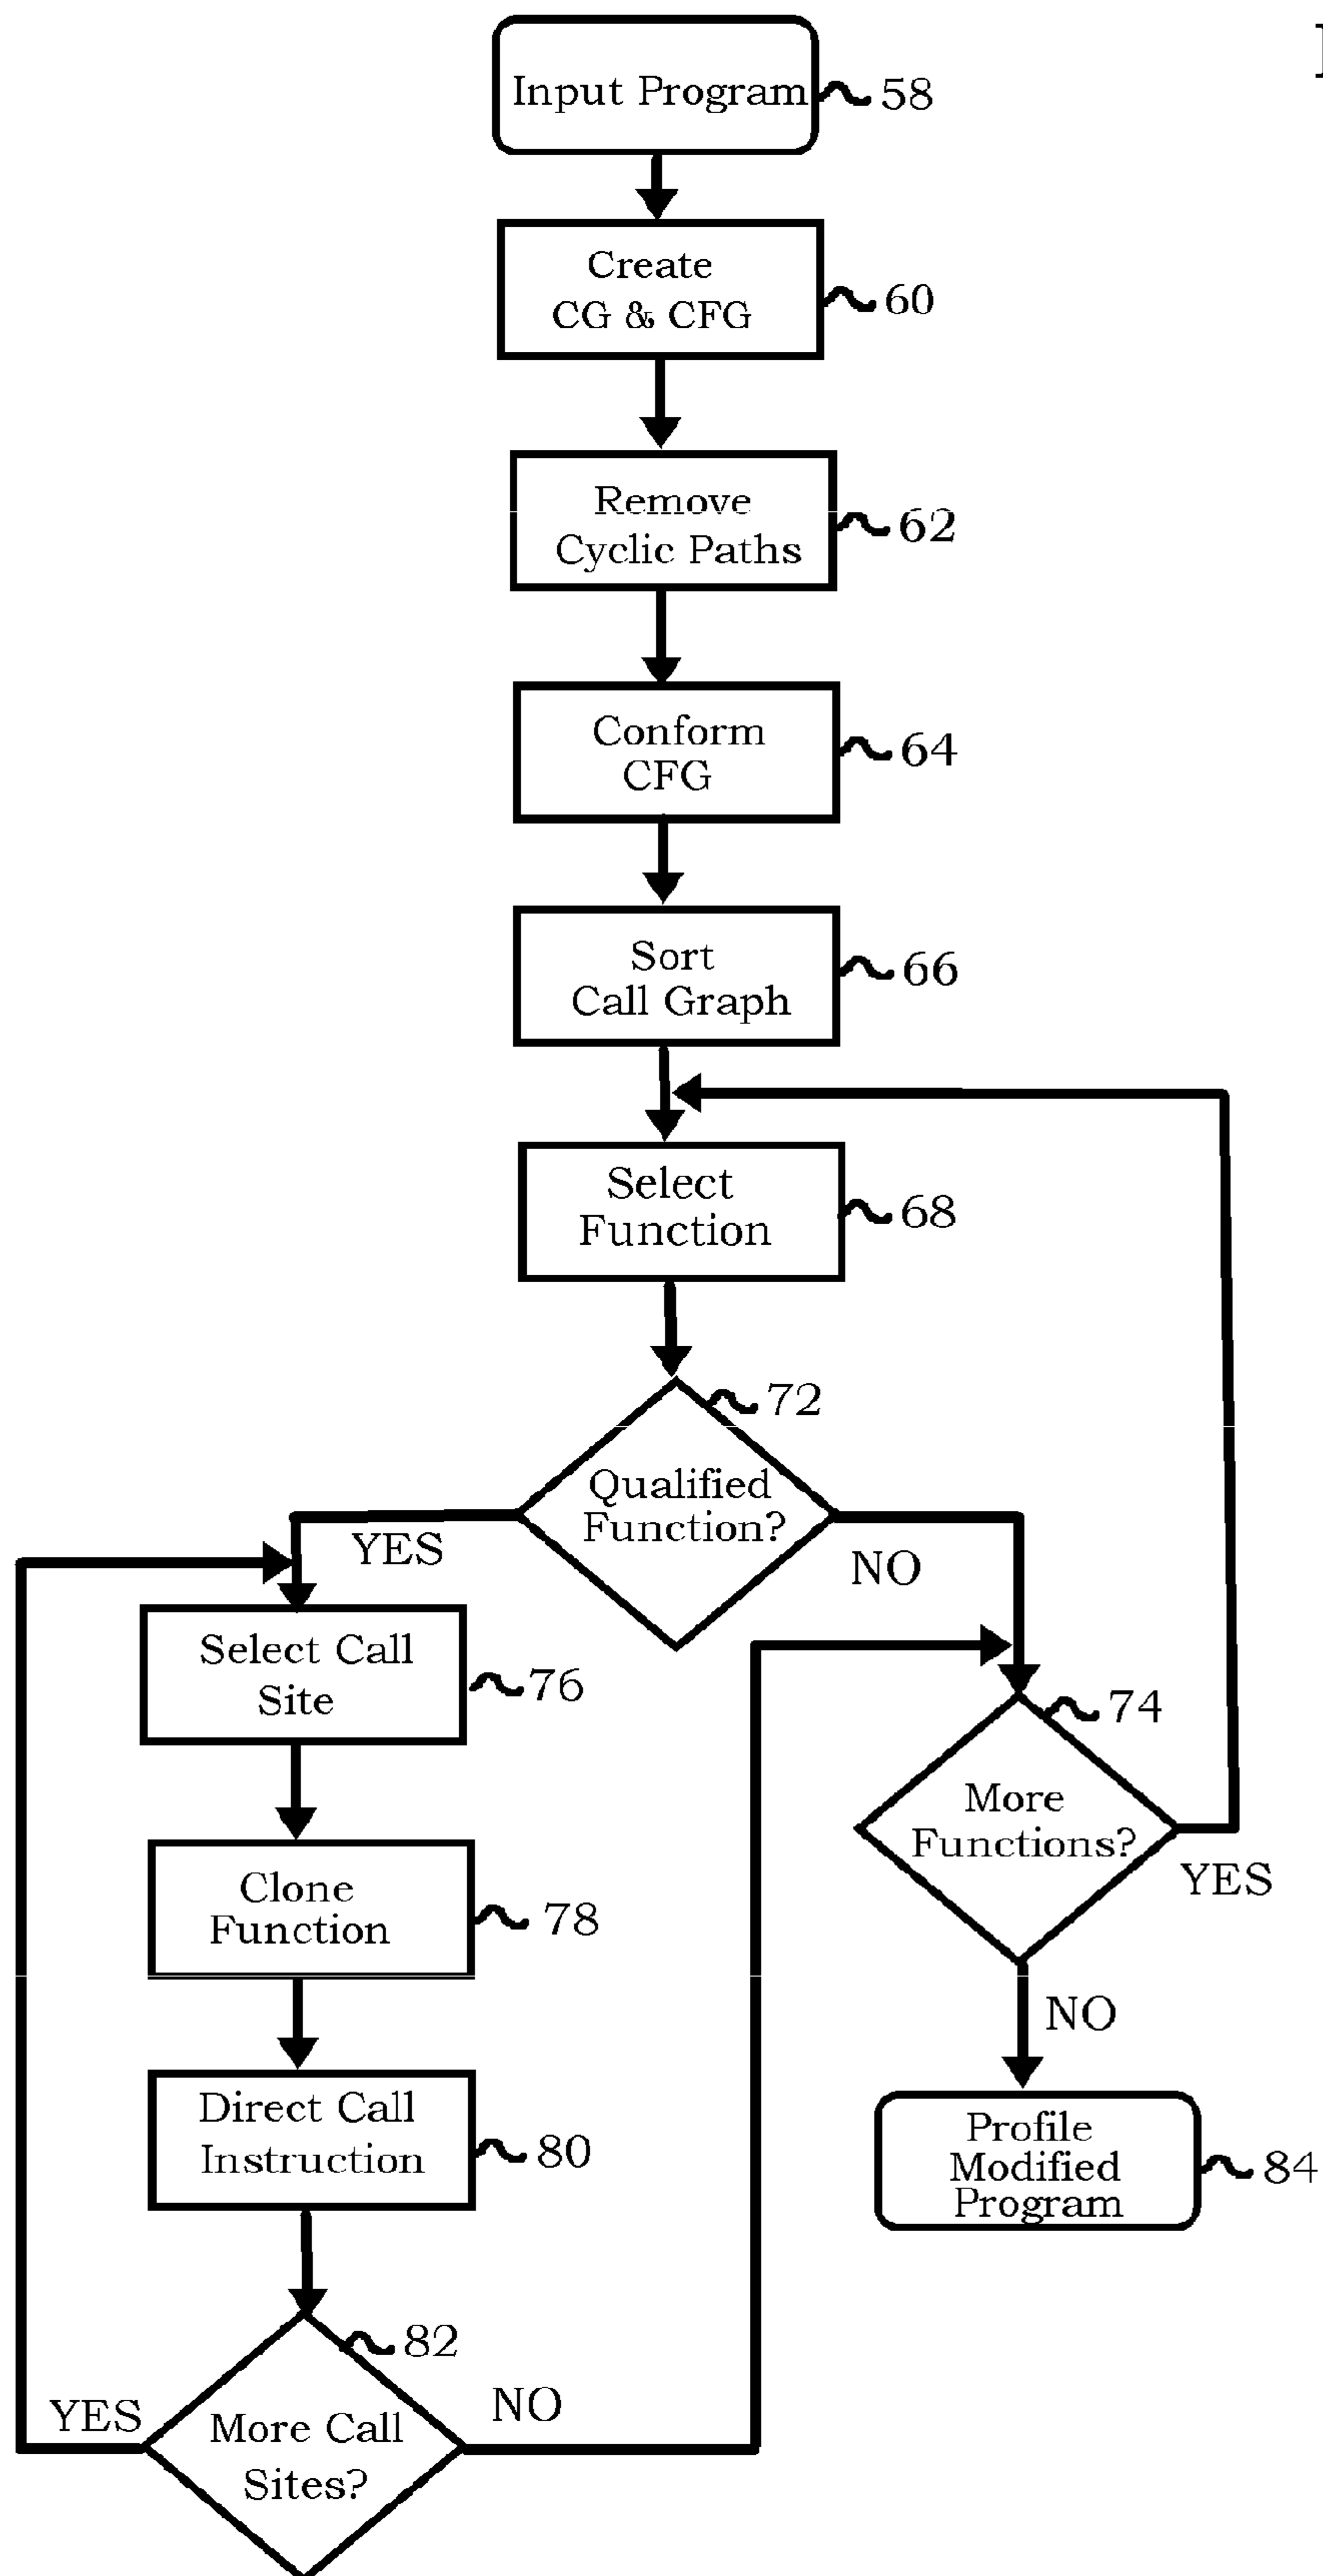 Input Program
58
Create
CG & CFG
60
Remove
Cyclic Paths
62
Conform
CFG
64
Sort
Call Graph
66
Select
Function
68
72
Qualified
Function?
YES
NO
Select Call
Site
76
74
More
Functions?
YES
Clone
Function
78
NO
Direct Call
Instruction
80
Profile
Modified
Program
84
82
YES
NO
More Call
Sites?